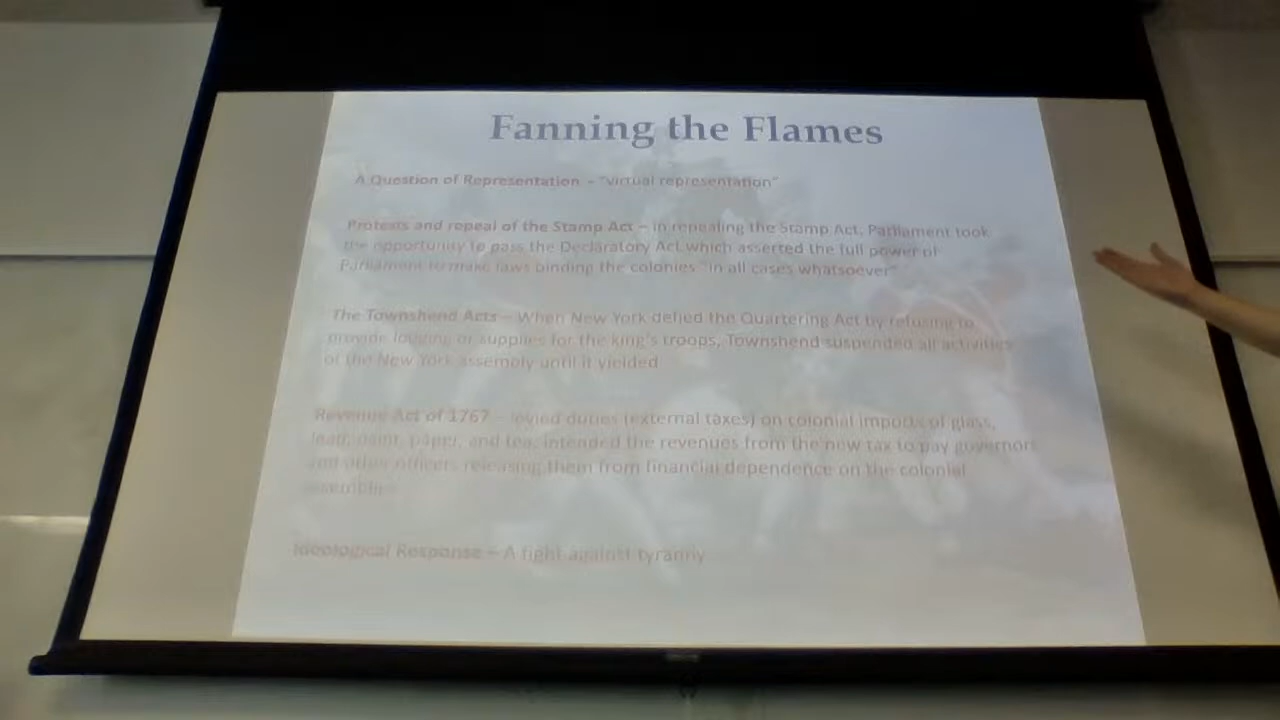 Fanning the Flames
A Question of Representation – "virtual representation"
Protests and repeal of the Stamp Act – in repealing the Stamp Act, Parliament took
the opportunity to pass the Declaratory Act which asserted the full power of
Parliament to make laws binding the colonies "in all cases whatsoever"
The Townshend Acts – When New York defied the Quartering Act by refusing to
provide lodging or supplies for the king's troops, Townshend suspended all activities
of the New York assembly until it yielded
Revenue Act of 1767 – levied duties (external taxes) on colonial imports of glass,
lead, paint, paper, and tea, intended the revenues from the new tax to pay governors
and other officers releasing them from financial dependence on the colonial
Ideological Response – A fight against tyranny